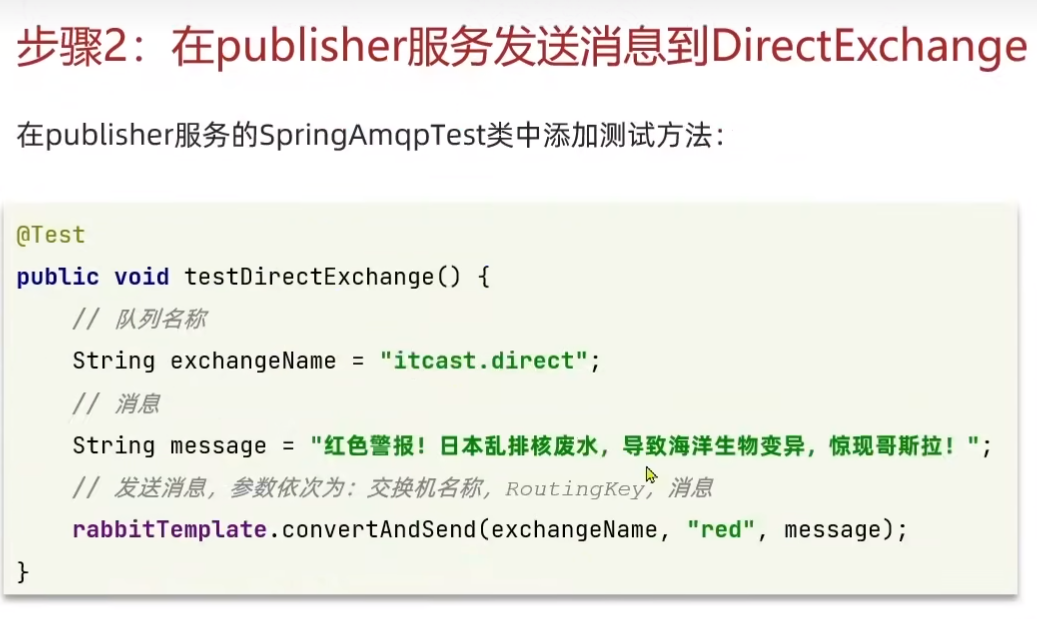 步骤2：在publisher服务发送消息到DirectExchange
在publisher服务的SpringAmqpTest类中添加测试方法：
@Test
public void testDirectExchange() {
// 队列名称
String exchangeName = "itcast.direct";
// 消息
String message = "红色警报！日本乱排核废水，导致海洋生物变异，惊现哥斯拉！";
// 发送消息，参数依次为：交换机名称，RoutingKey，消息
rabbitTemplate.convertAndSend(exchangeName, "red", message);
}